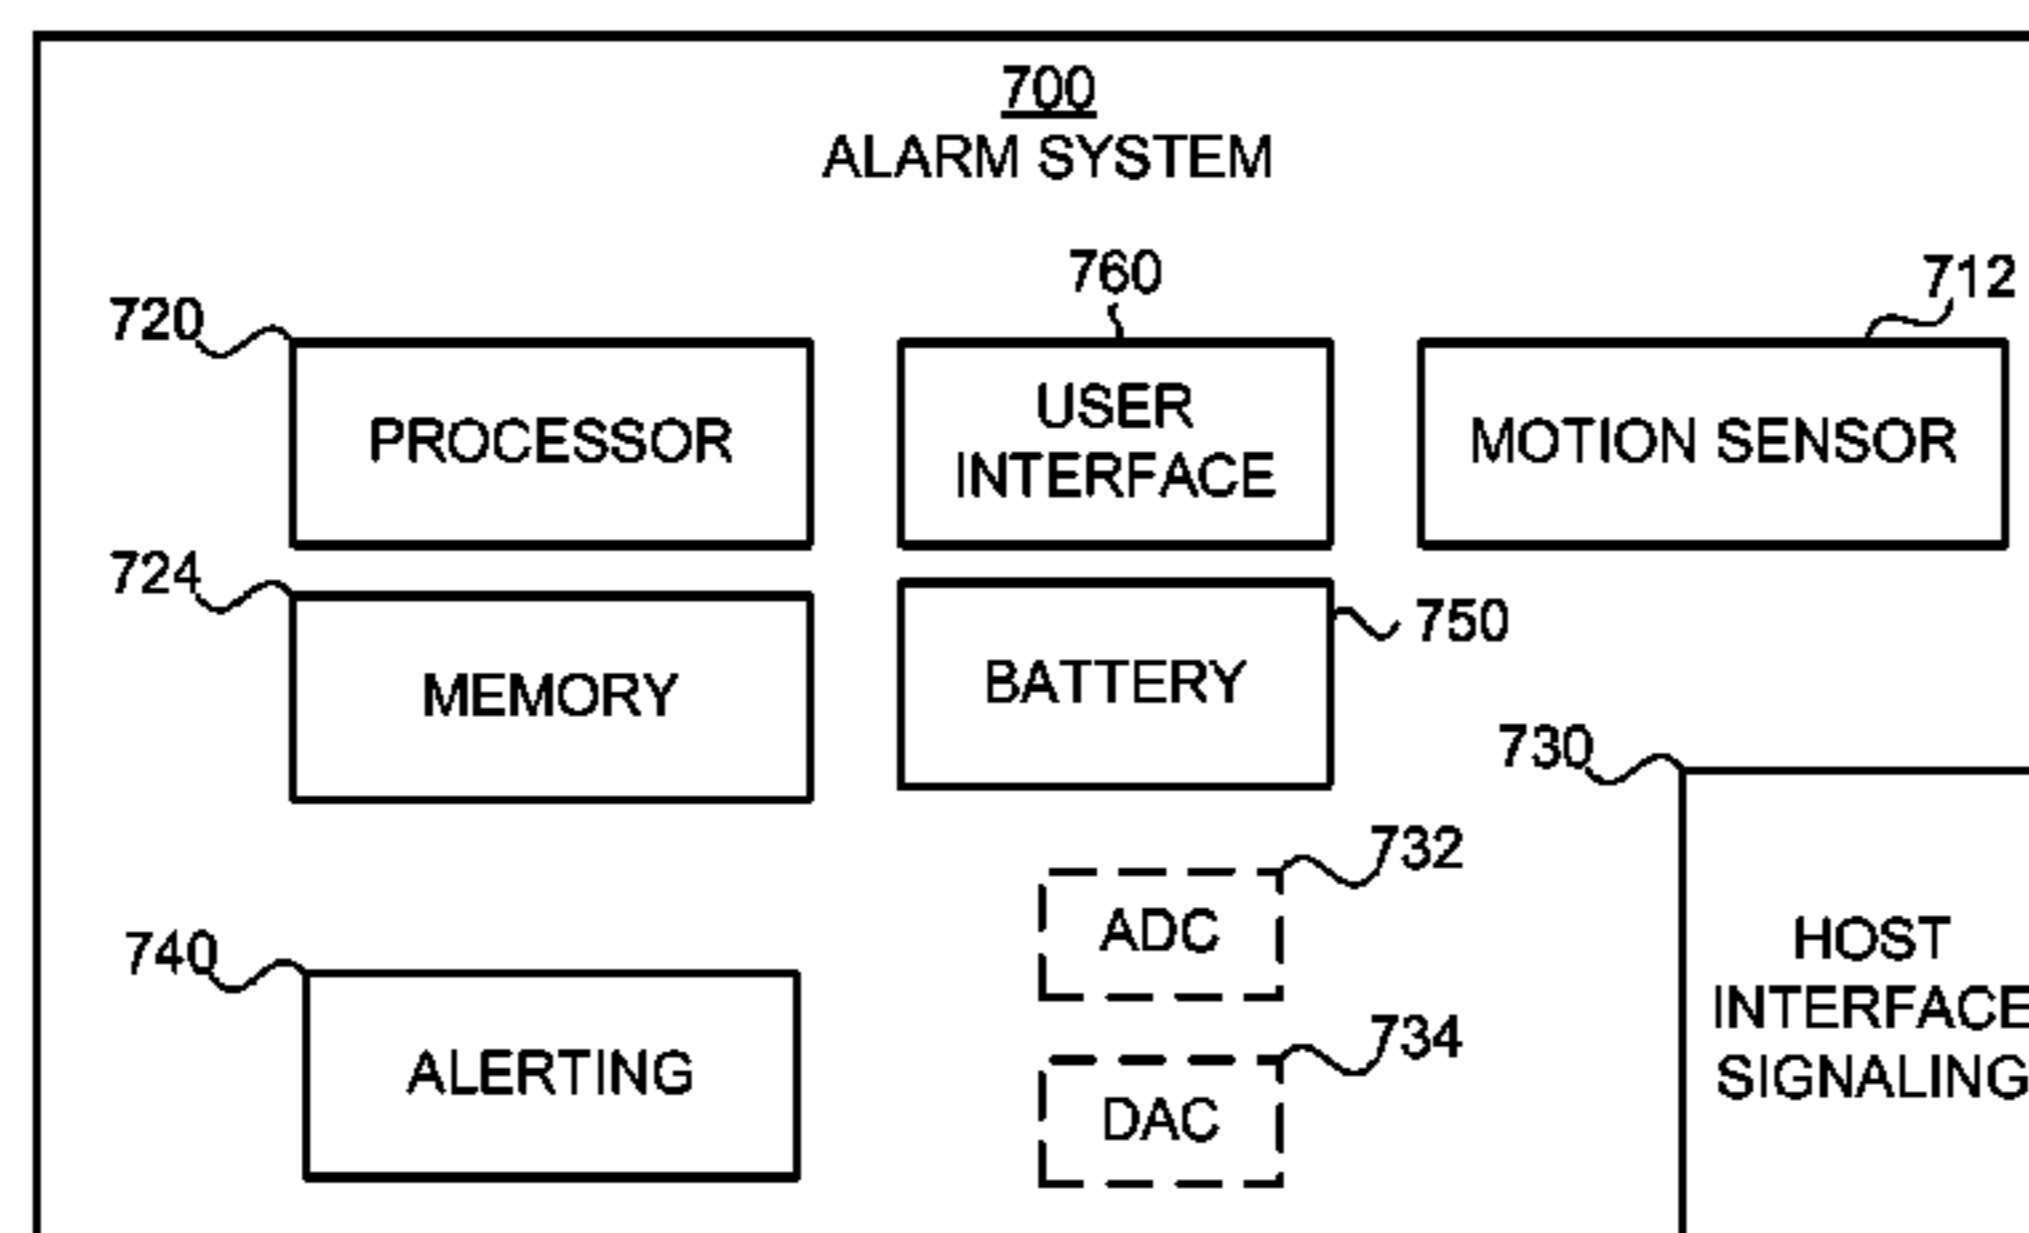 700
ALARM SYSTEM
760
712
720
PROCESSOR
USER
INTERFACE
MOTION SENSOR
724
MEMORY
BATTERY
750
730
732
ADC
740
ALERTING
734
DAC
HOST
INTERFACE
SIGNALING